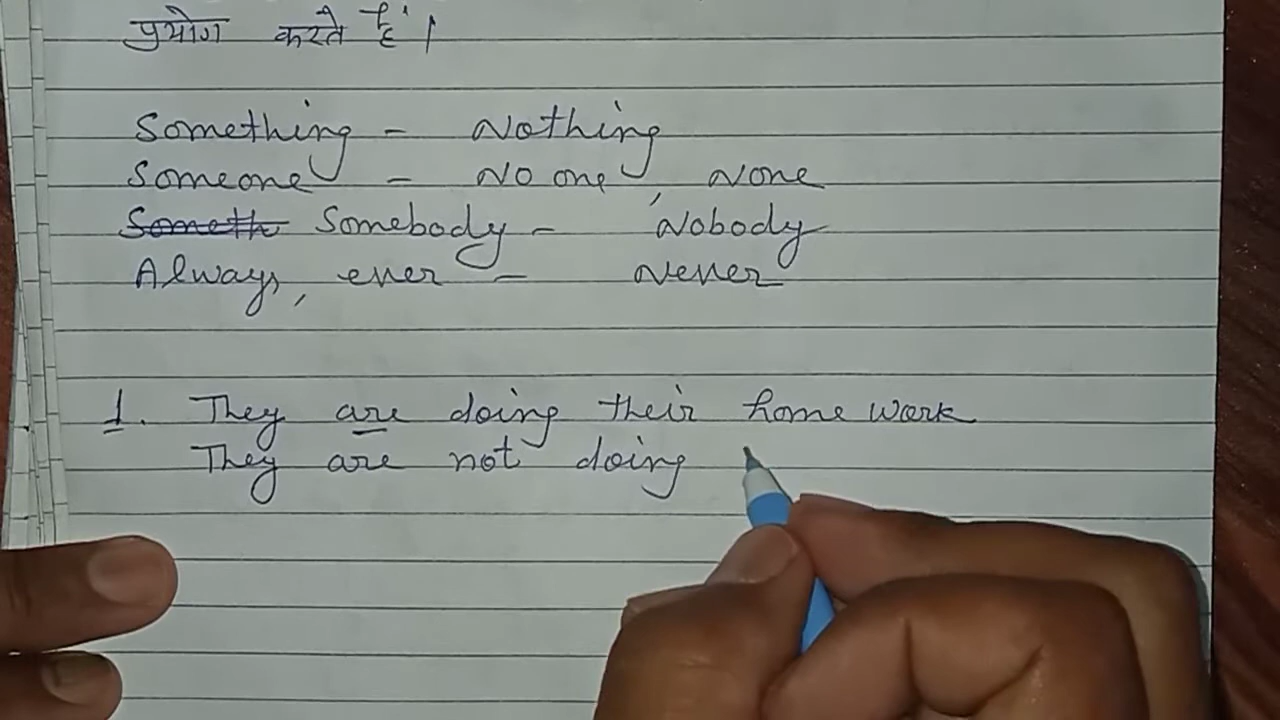 प्रयोग करते हैं।
Something - Nothing
Someone - No one, None
Someth Somebody - Nobody
Always, ever - Never
1. They are doing their home work
They are not doing